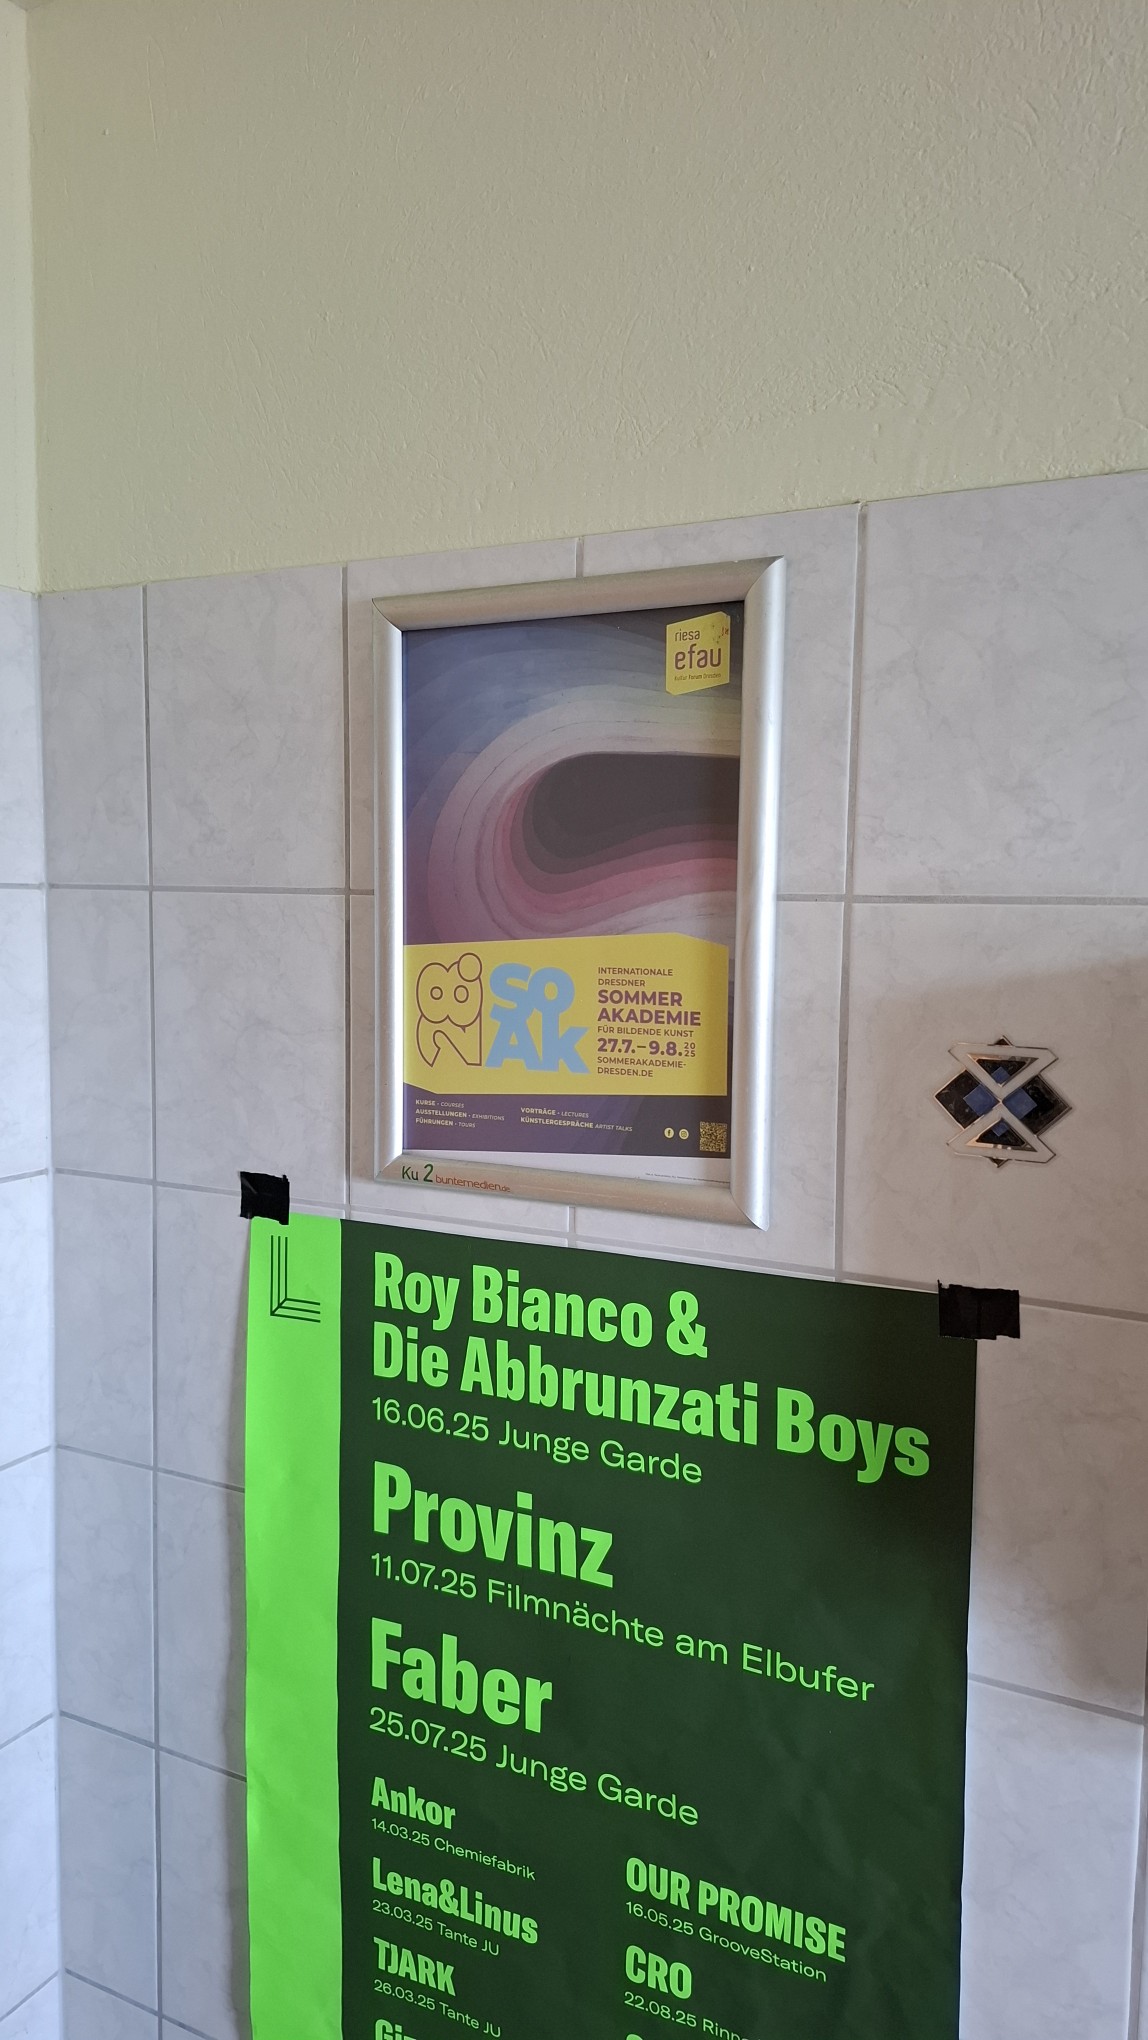 riesa
efau
Kultur Forum Dresden
28
SO
AK
INTERNATIONALE
DRESDNER
SOMMER
AKADEMIE
FÜR BILDENDE KUNST
27.7.–9.8. 2025
SOMMERAKADEMIE-
DRESDEN.DE
KURSE - COURSES
AUSSTELLUNGEN - EXHIBITIONS
FÜHRUNGEN - TOURS
VORTRÄGE - LECTURES
KÜNSTLERGESPRÄCHE ARTIST TALKS
Ku 2 buntemedien.de
Roy Bianco &
Die Abbrunzati Boys
16.06.25 Junge Garde
Provinz
11.07.25 Filmnächte am Elbufer
Faber
25.07.25 Junge Garde
Ankor
14.03.25 Chemiefabrik
Lena&Linus
23.03.25 Tante JU
TJARK
26.03.25 Tante JU
OUR PROMISE
16.05.25 GrooveStation
CRO
22.08.25